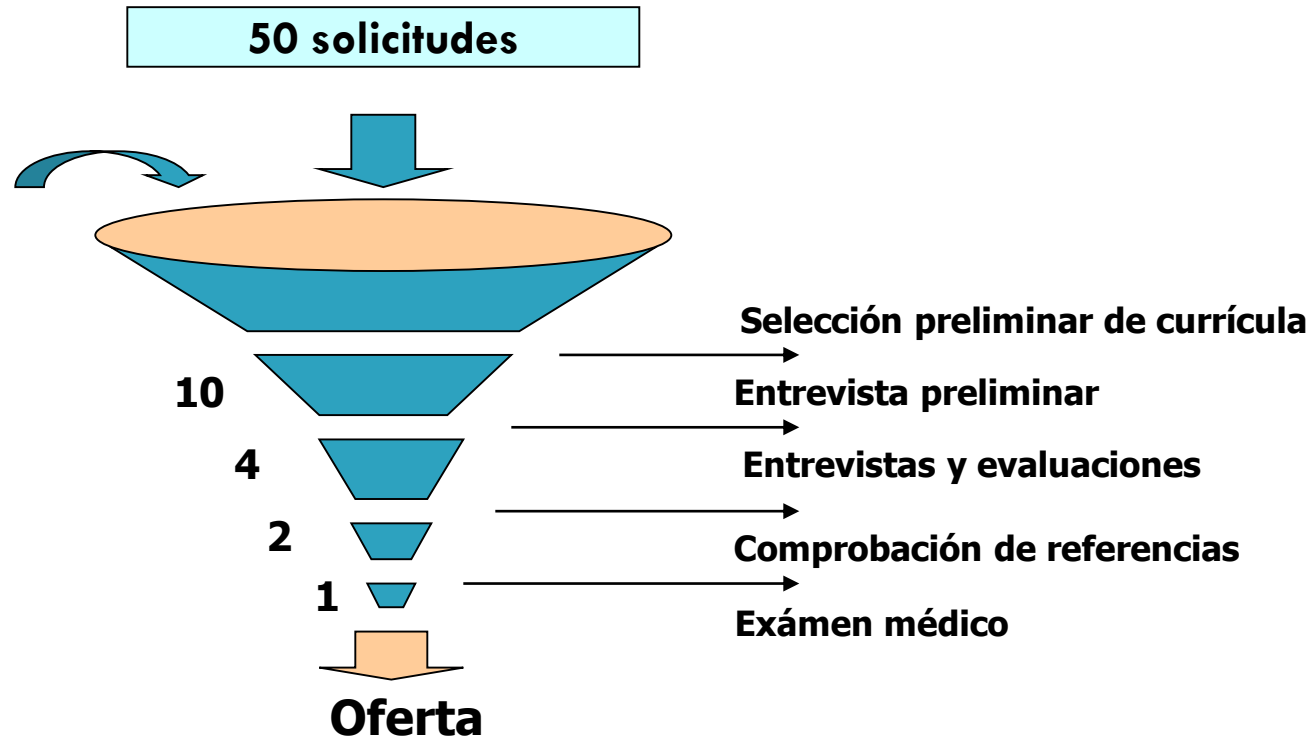 50 solicitudes
Selección preliminar de currícula
10
Entrevista preliminar
4
Entrevistas y evaluaciones
2
Comprobación de referencias
1
Exámen médico
Oferta